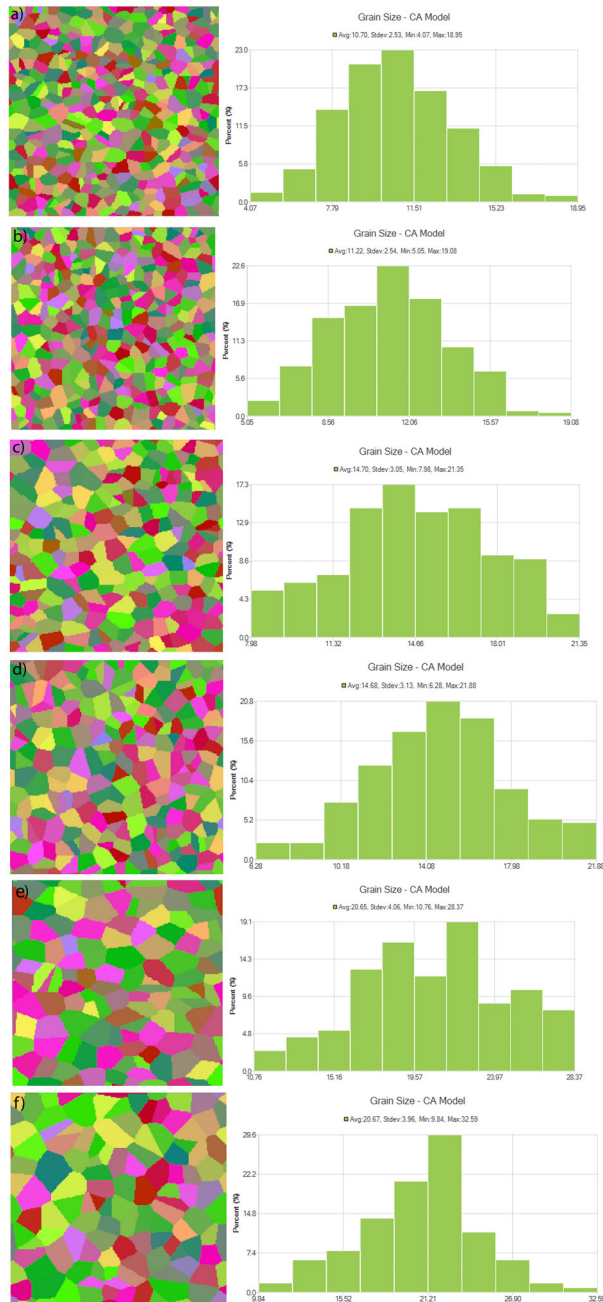 a)
Grain Size - CA Model
Avg:10.70, Stdev:2.53, Min:4.07, Max:18.95
Percent (%)
23.0
17.3
11.5
5.8
0.0
4.07 7.79 11.51 15.23 18.95
b)
Grain Size - CA Model
Avg:11.22, Stdev:2.54, Min:5.05, Max:19.08
Percent (%)
22.6
16.9
11.3
5.6
0.0
5.05 8.56 12.06 15.57 19.08
c)
Grain Size - CA Model
Avg:14.70, Stdev:3.05, Min:7.98, Max:21.35
Percent (%)
17.3
12.9
8.6
4.3
0.0
7.98 11.32 14.66 18.01 21.35
d)
Grain Size - CA Model
Avg:14.68, Stdev:3.13, Min:6.28, Max:21.88
Percent (%)
20.8
15.6
10.4
5.2
0.0
6.28 10.18 14.08 17.98 21.88
e)
Grain Size - CA Model
Avg:20.65, Stdev:4.06, Min:10.76, Max:28.37
Percent (%)
19.1
14.3
9.6
4.8
0.0
10.76 15.16 19.57 23.97 28.37
f)
Grain Size - CA Model
Avg:20.67, Stdev:3.96, Min:9.84, Max:32.59
Percent (%)
29.6
22.2
14.8
7.4
0.0
9.84 15.52 21.21 26.90 32.59